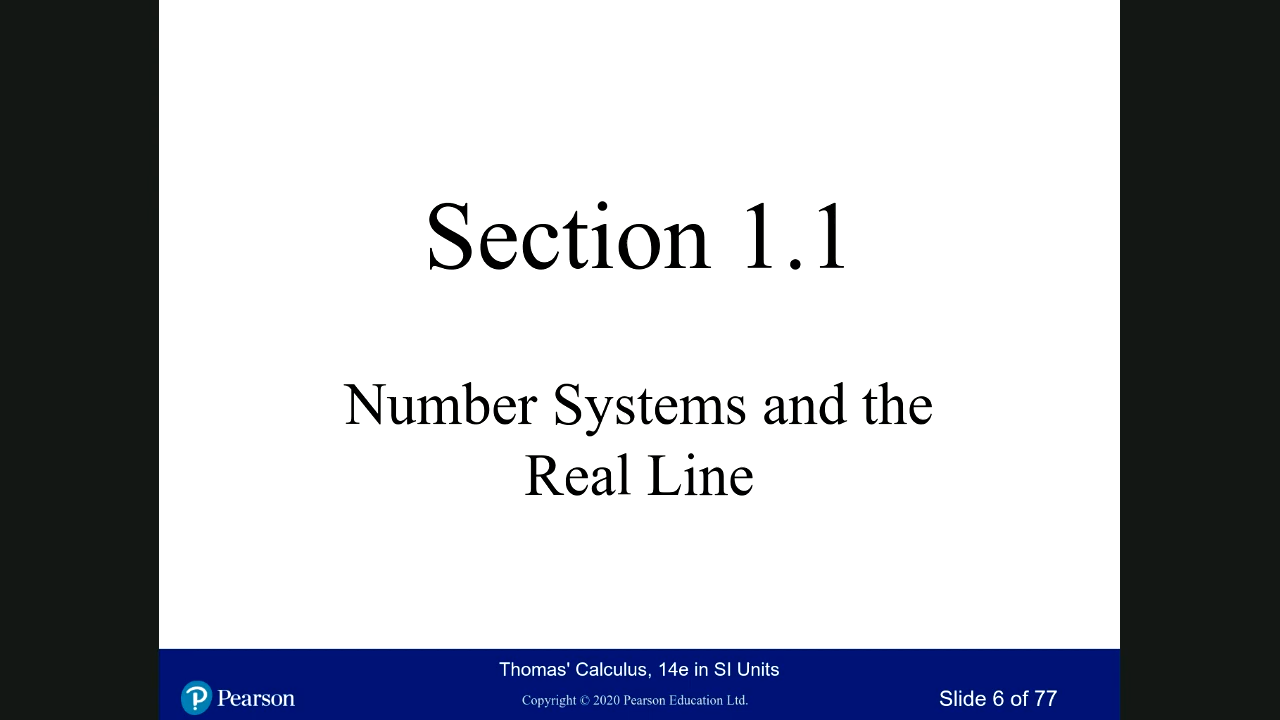 Section 1.1
Number Systems and the
Real Line
Thomas' Calculus, 14e in SI Units
Pearson
Copyright © 2020 Pearson Education Ltd.
Slide 6 of 77